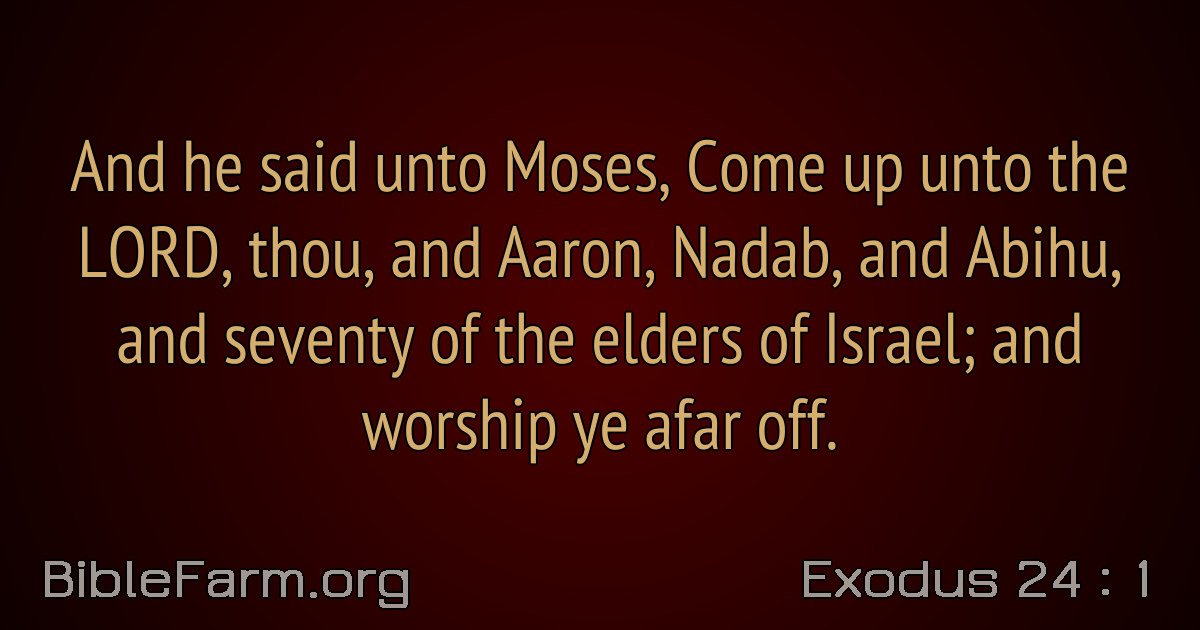 And he said unto Moses, Come up unto the
LORD, thou, and Aaron, Nadab, and Abihu,
and seventy of the elders of Israel; and
worship ye afar off.
BibleFarm.org
Exodus 24 : 1